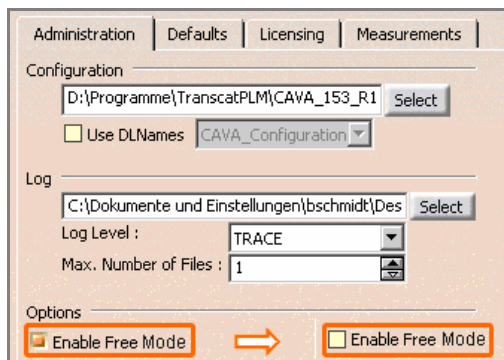 Administration Defaults Licensing Measurements
Configuration
D:\Programme\TranscatPLM\CAVA_153_R1 Select
Use DLNames CAVA_Configuration
Log
C:\Dokumente und Einstellungen\bschmidt\Des Select
Log Level : TRACE
Max. Number of Files : 1
Options
Enable Free Mode Enable Free Mode